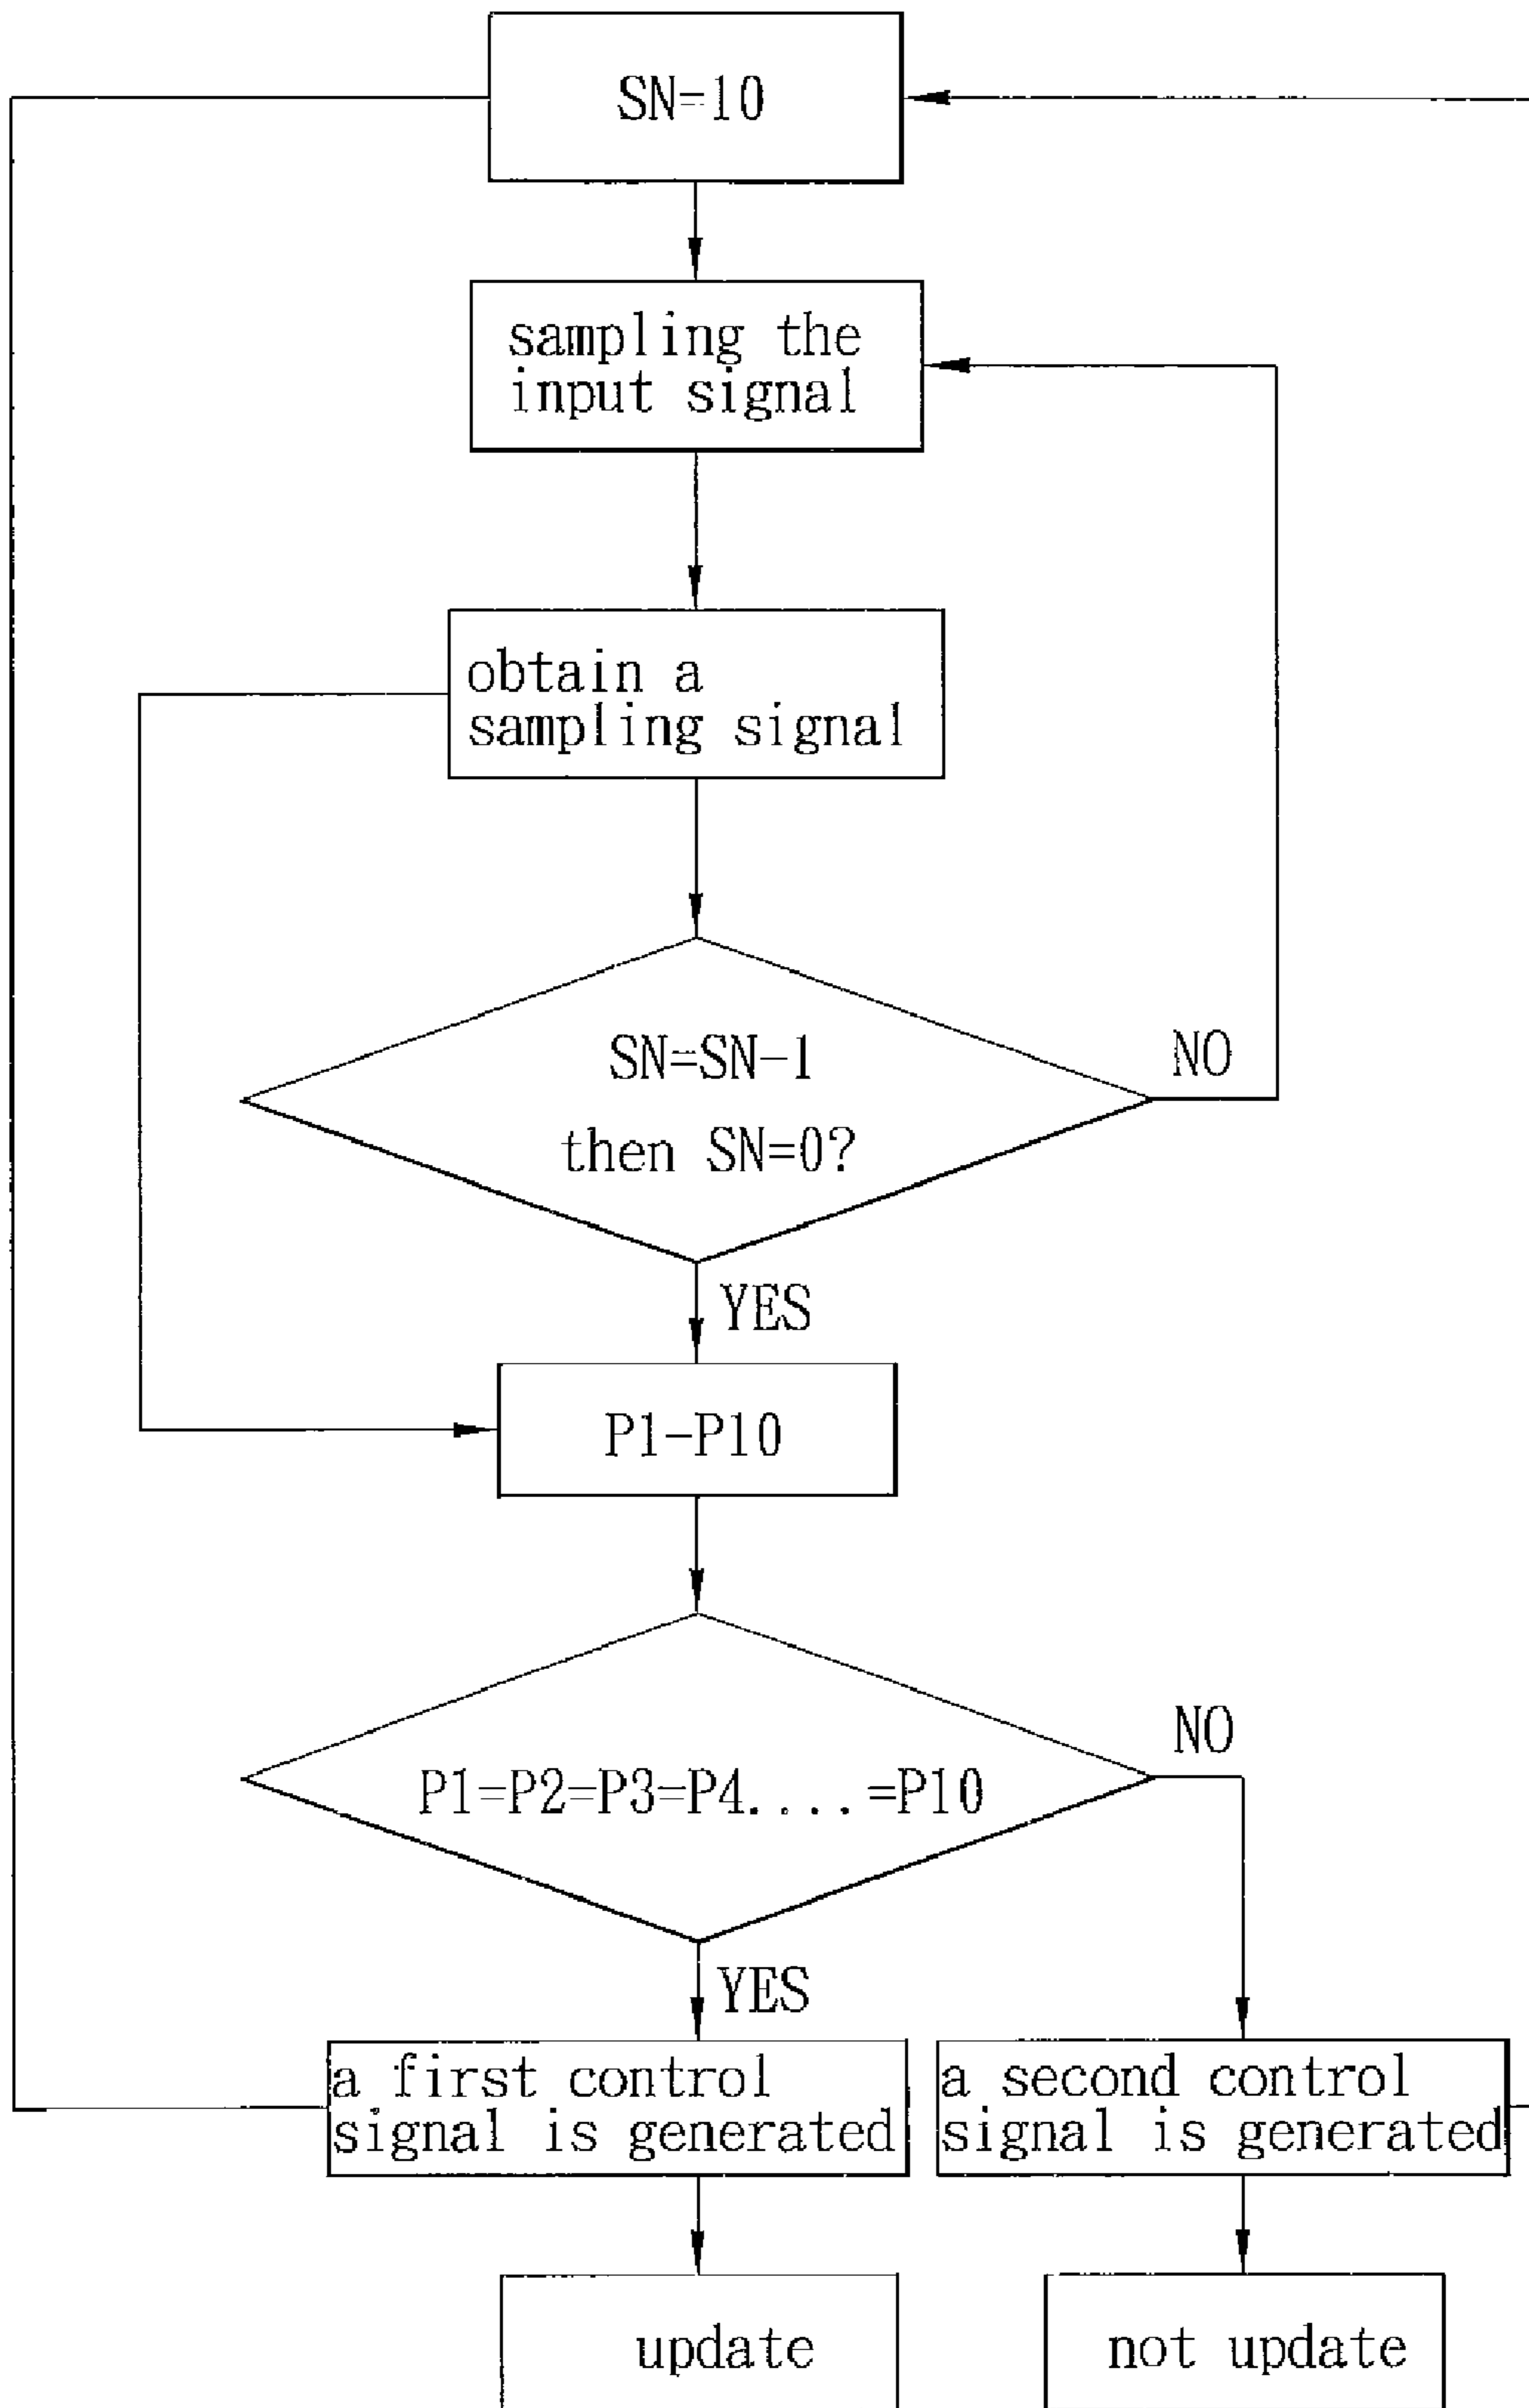 SN=10
sampling the
input signal
obtain a
sampling signal
SN=SN-1
then SN=0?
NO
YES
P1-P10
P1=P2=P3=P4....=P10
NO
YES
a first control
signal is generated
a second control
signal is generated
update
not update